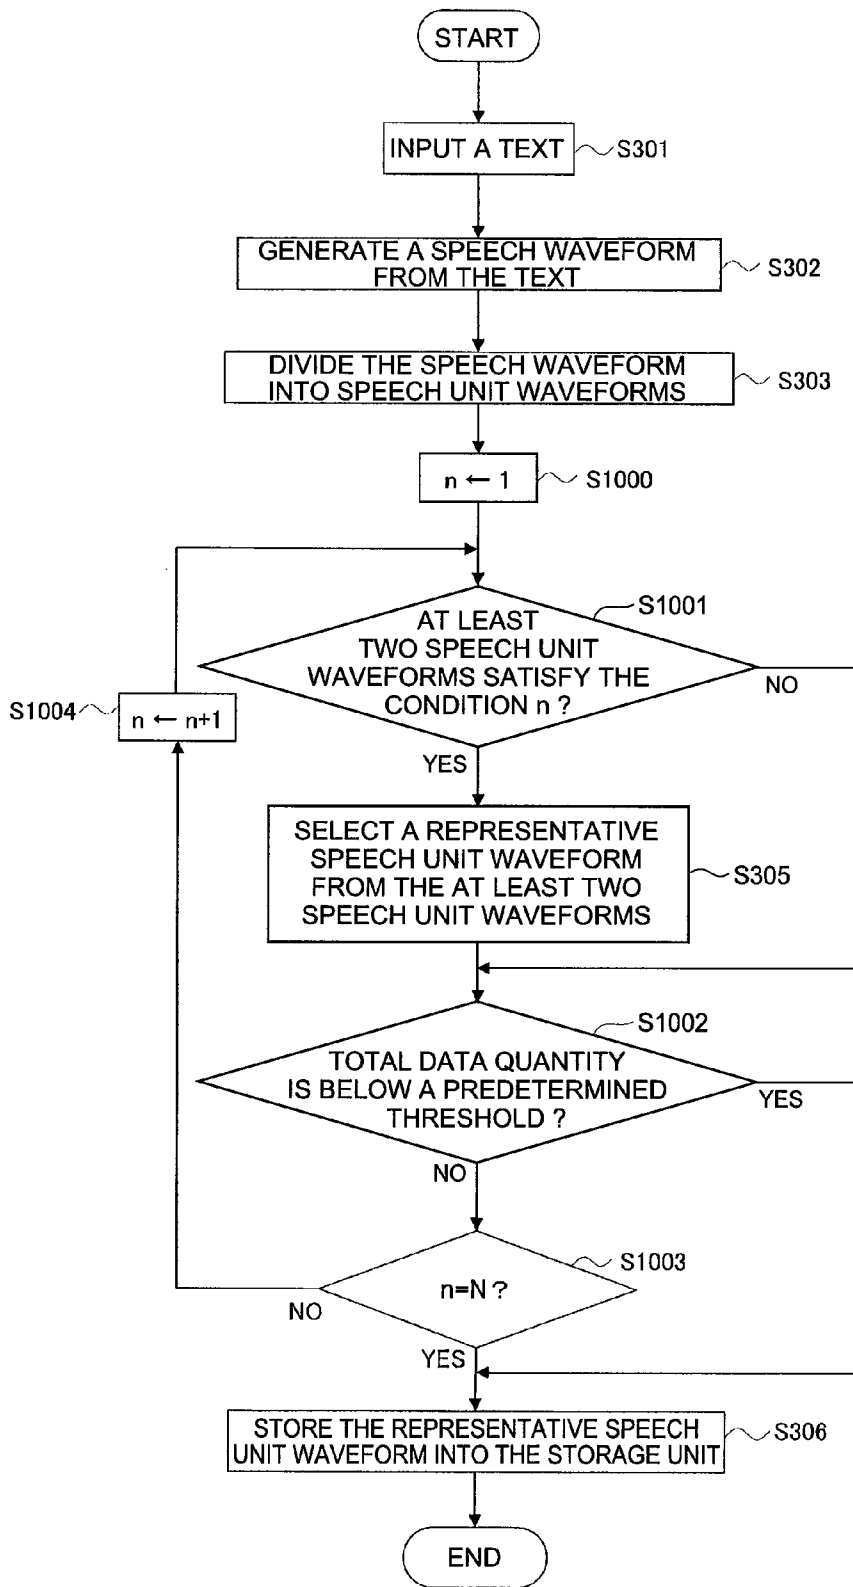 START
INPUT A TEXT
S301
GENERATE A SPEECH WAVEFORM
FROM THE TEXT
S302
DIVIDE THE SPEECH WAVEFORM
INTO SPEECH UNIT WAVEFORMS
S303
n ← 1
S1000
S1001
AT LEAST
TWO SPEECH UNIT
WAVEFORMS SATISFY THE
CONDITION n ?
NO
S1004
n ← n+1
YES
SELECT A REPRESENTATIVE
SPEECH UNIT WAVEFORM
FROM THE AT LEAST TWO
SPEECH UNIT WAVEFORMS
S305
S1002
TOTAL DATA QUANTITY
IS BELOW A PREDETERMINED
THRESHOLD ?
YES
NO
S1003
n=N ?
NO
YES
STORE THE REPRESENTATIVE SPEECH
UNIT WAVEFORM INTO THE STORAGE UNIT
S306
END